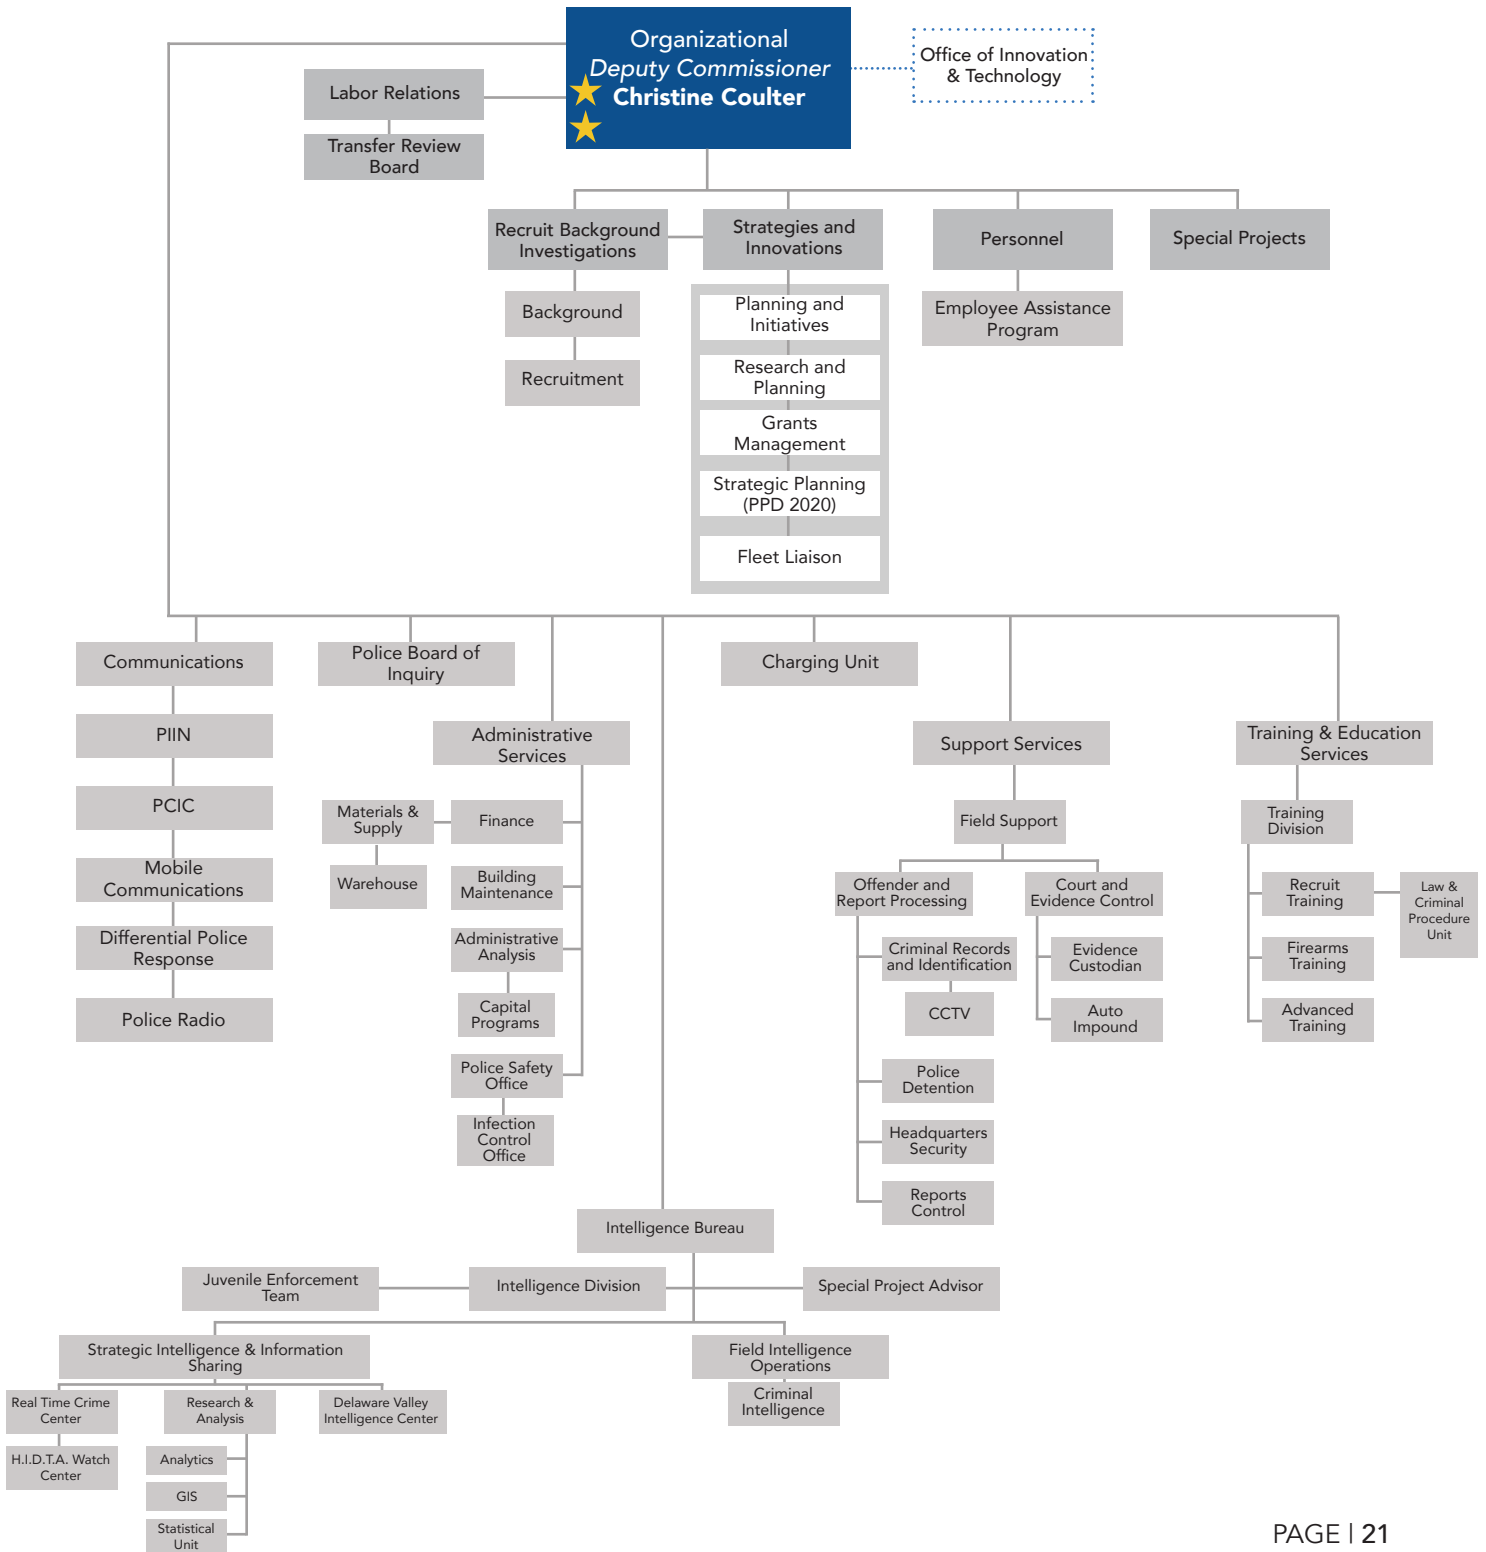 Organizational
Deputy Commissioner
Christine Coulter
Office of Innovation
& Technology
Labor Relations
Transfer Review
Board
Recruit Background
Investigations
Strategies and
Innovations
Personnel
Special Projects
Background
Recruitment
Planning and
Initiatives
Research and
Planning
Grants
Management
Strategic Planning
(PPD 2020)
Fleet Liaison
Employee Assistance
Program
Communications
PIIN
PCIC
Mobile
Communications
Differential Police
Response
Police Radio
Police Board of
Inquiry
Administrative
Services
Materials &
Supply
Warehouse
Finance
Building
Maintenance
Administrative
Analysis
Capital
Programs
Police Safety
Office
Infection
Control
Office
Charging Unit
Support Services
Field Support
Offender and
Report Processing
Criminal Records
and Identification
CCTV
Police
Detention
Headquarters
Security
Reports
Control
Court and
Evidence Control
Evidence
Custodian
Auto
Impound
Training & Education
Services
Training
Division
Recruit
Training
Law &
Criminal
Procedure
Unit
Firearms
Training
Advanced
Training
Intelligence Bureau
Juvenile Enforcement
Team
Intelligence Division
Special Project Advisor
Strategic Intelligence & Information
Sharing
Real Time Crime
Center
H.I.D.T.A. Watch
Center
Research &
Analysis
Analytics
GIS
Statistical
Unit
Delaware Valley
Intelligence Center
Field Intelligence
Operations
Criminal
Intelligence
PAGE | 21